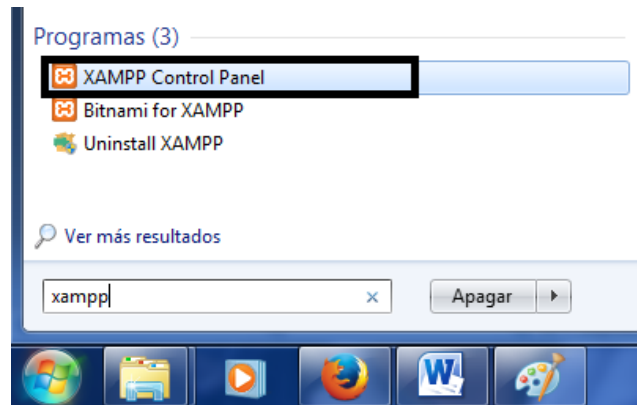 Programas (3)
XAMPP Control Panel
Bitnami for XAMPP
Uninstall XAMPP
Ver más resultados
xampp
Apagar
W